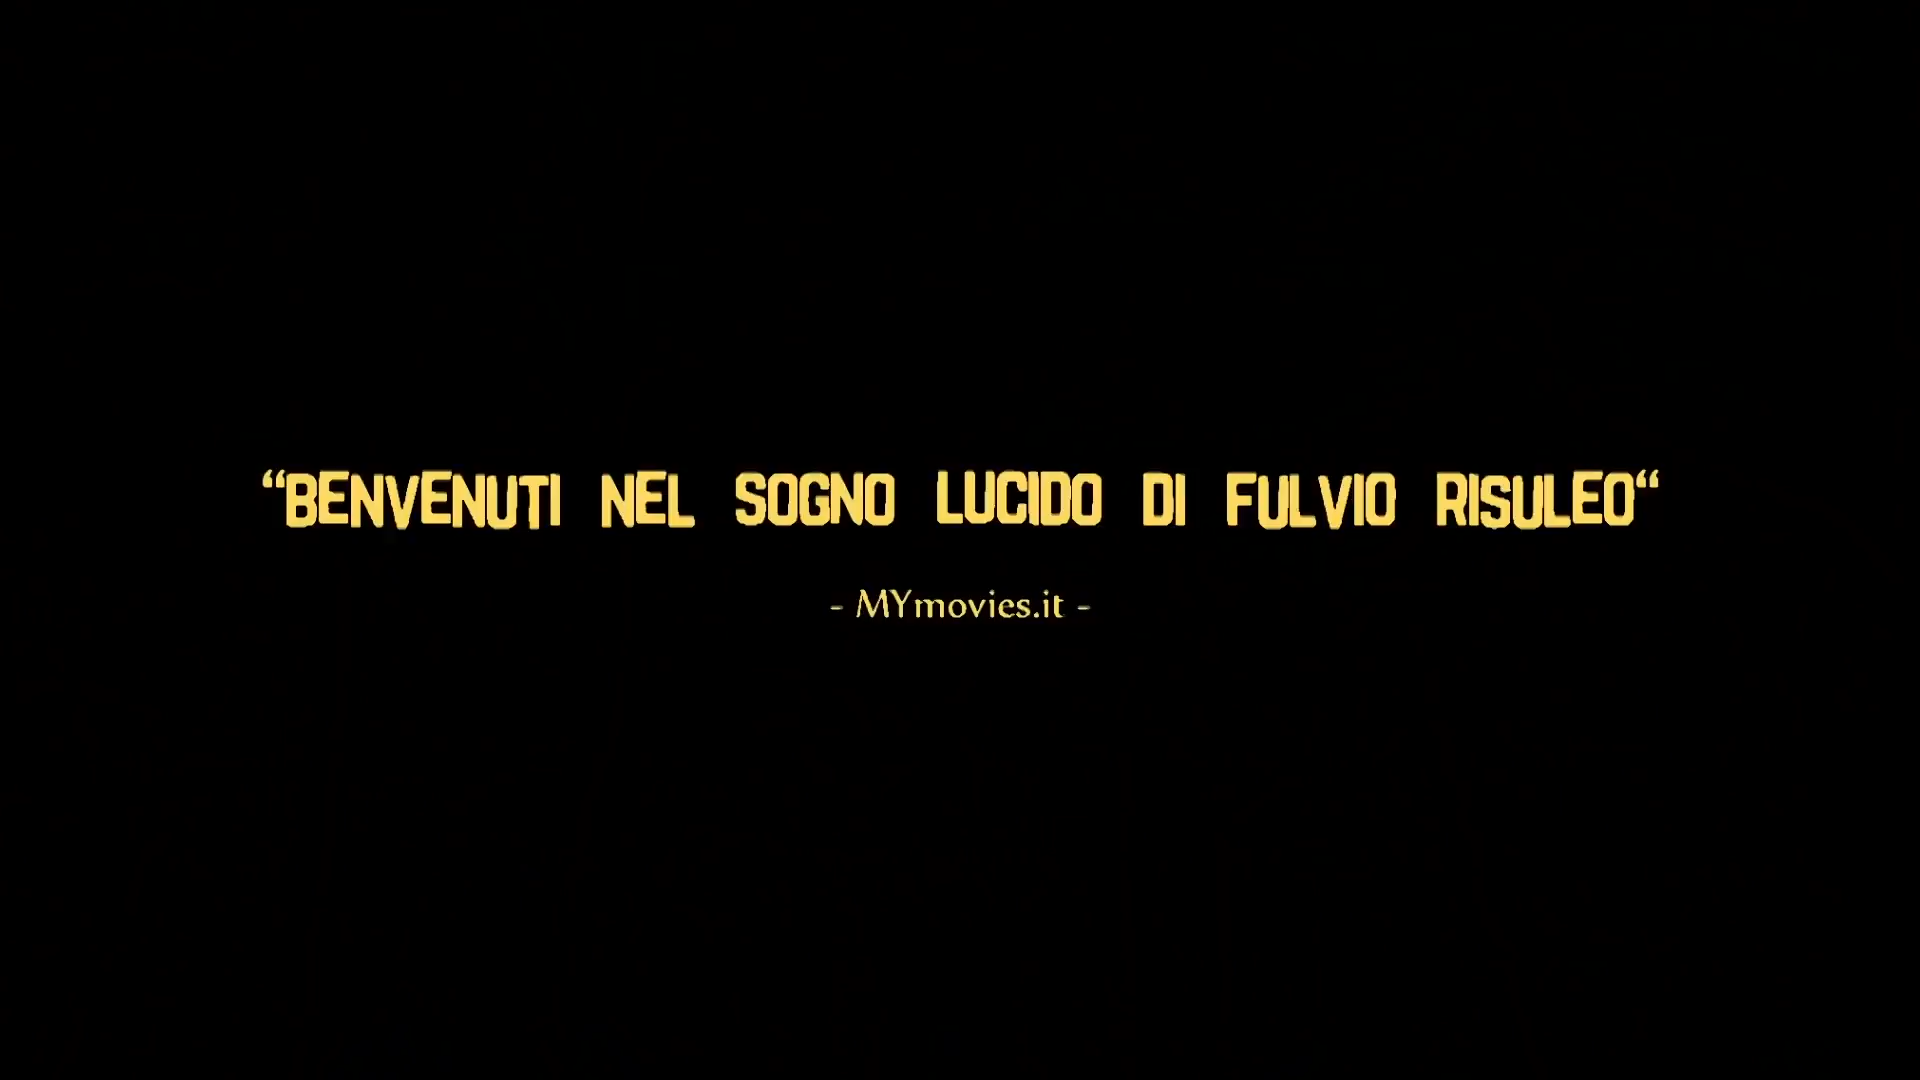 “BENVENUTI NEL SOGNO LUCIDO DI FULVIO RISULEO“
- MYmovies.it -